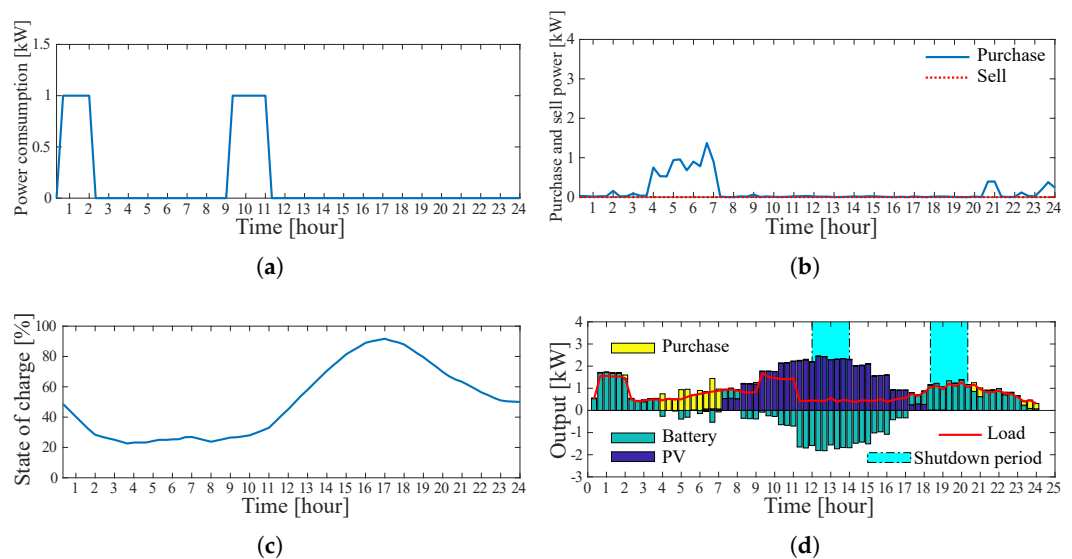 Power comsumption [kW]
1.5
1
0.5
0
1 2 3 4 5 6 7 8 9 10 11 12 13 14 15 16 17 18 19 20 21 22 23 24
Time [hour]
(a)
Purchase and sell power [kW]
4
3
2
1
0
Purchase
Sell
1 2 3 4 5 6 7 8 9 10 11 12 13 14 15 16 17 18 19 20 21 22 23 24
Time [hour]
(b)
State of charge [%]
100
80
60
40
20
0
1 2 3 4 5 6 7 8 9 10 11 12 13 14 15 16 17 18 19 20 21 22 23 24
Time [hour]
(c)
Output [kW]
4
3
2
1
0
-1
-2
-3
Purchase
Battery
PV
Load
Shutdown period
0 1 2 3 4 5 6 7 8 9 10 11 12 13 14 15 16 17 18 19 20 21 22 23 24 25
Time [hour]
(d)